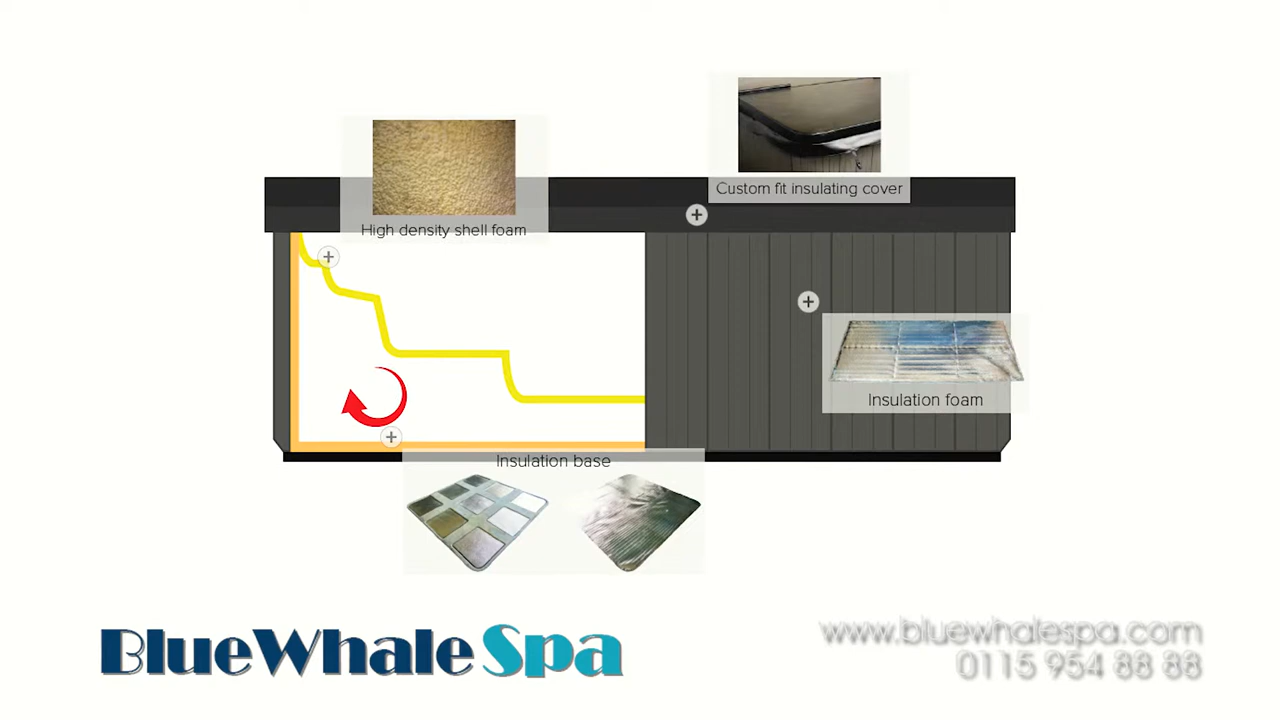 Custom fit insulating cover
High density shell foam
Insulation foam
Insulation base
BlueWhale Spa
www.bluewhalespa.com
0115 954 88 88